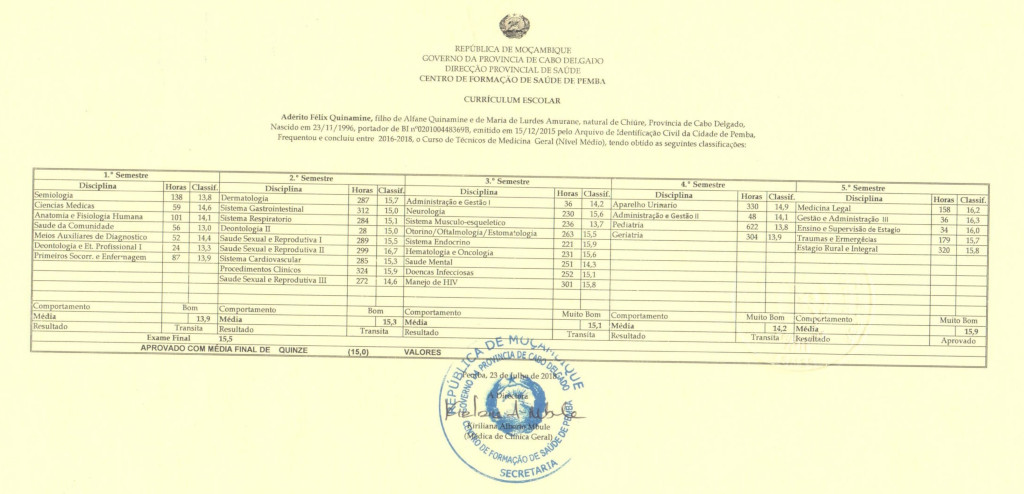 REPÚBLICA DE MOÇAMBIQUE
GOVERNO DA PROVINCIA DE CABO DELGADO
DIRECÇÃO PROVINCIAL DE SAÚDE
CENTRO DE FORMAÇÃO DE SAÚDE DE PEMBA
CURRÍCULUM ESCOLAR
Adérito Félix Quinamine, filho de Alfane Quinamine e de Maria de Lurdes Amurane, natural de Chiúre, Província de Cabo Delgado,
Nascido em 23/11/1996, portador de BI nº020100448369B, emitido em 15/12/2015 pelo Arquivo de Identificação Civil da Cidade de Pemba,
Frequentou e concluiu entre 2016-2018, o Curso de Técnicos de Medicina Geral (Nível Médio), tendo obtido as seguintes classificações:
1.º Semestre
Disciplina Horas Classif.
Semiologia 138 13,8
Ciencias Medicas 59 14,6
Anatomia e Fisiologia Humana 101 14,1
Saude da Comunidade 56 13,0
Meios Auxiliares de Diagnostico 52 14,4
Deontologia e Et. Profissional I 24 13,3
Primeiros Socorr. e Enfermagem 87 13,9
Comportamento Bom
Média 13,9
Resultado Transita
2.º Semestre
Disciplina Horas Classif.
Dermatologia 287 15,7
Sistema Gastrointestinal 312 15,0
Sistema Respiratorio 284 15,1
Deontologia II 28 15,0
Saude Sexual e Reprodutiva I 289 15,5
Saude Sexual e Reprodutiva II 299 16,7
Sistema Cardiovascular 285 15,3
Procedimentos Clinicos 324 15,9
Saude Sexual e Reprodutiva III 272 14,6
Comportamento Bom
Média 15,3
Resultado Transita
3.º Semestre
Disciplina Horas Classif.
Administração e Gestão I 36 14,2
Neurologia 230 15,6
Sistema Musculo-esqueletico 236 13,7
Otorino/Oftalmologia/Estomatologia 263 15,5
Sistema Endocrino 221 15,9
Hematologia e Oncologia 231 15,6
Saude Mental 251 14,3
Doencas Infecciosas 252 15,1
Manejo de HIV 301 15,8
Comportamento Muito Bom
Média 15,1
Resultado Transita
4.º Semestre
Disciplina Horas Classif.
Aparelho Urinario 330 14,9
Administração e Gestão II 48 14,1
Pediatria 622 13,8
Geriatria 304 13,9
Comportamento Muito Bom
Média 14,2
Resultado Transita
5.º Semestre
Disciplina Horas Classif.
Medicina Legal 158 16,2
Gestão e Administração III 36 16,3
Ensino e Supervisão de Estagio 34 16,0
Traumas e Ermergécias 179 15,7
Estagio Rural e Integral 320 15,8
Comportamento Muito Bom
Média 15,9
Resultado Aprovado
Exame Final 15,5
APROVADO COM MÉDIA FINAL DE QUINZE (15,0) VALORES
Pemba, 23 de Julho de 2018
A Directora
Kiriliana Albano Mbule
(Médica de Clínica Geral)
REPÚBLICA DE MOÇAMBIQUE
GOVERNO DA PROVINCIA DE CABO DELGADO
CENTRO DE FORMAÇÃO DE SAÚDE DE PEMBA
SECRETARIA